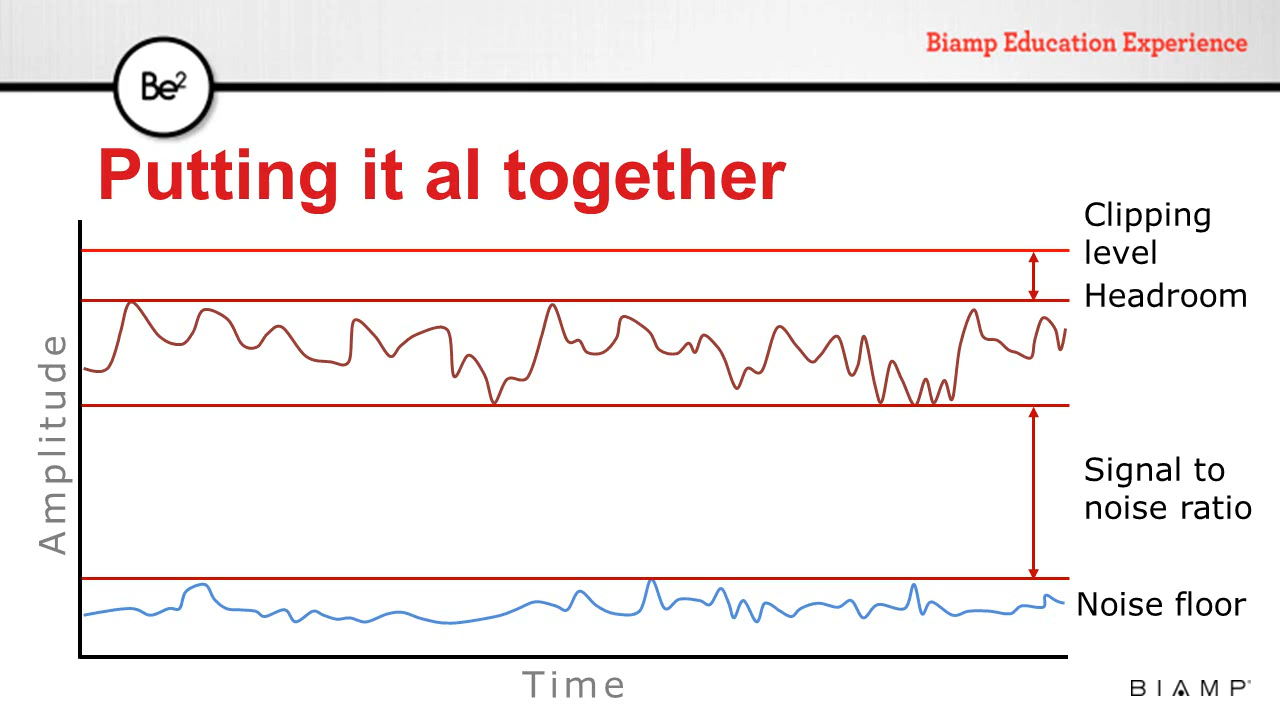 Biamp Education Experience
Be²
Putting it al together
Clipping
level
Headroom
Amplitude
Signal to
noise ratio
Noise floor
Time
BIAMP®